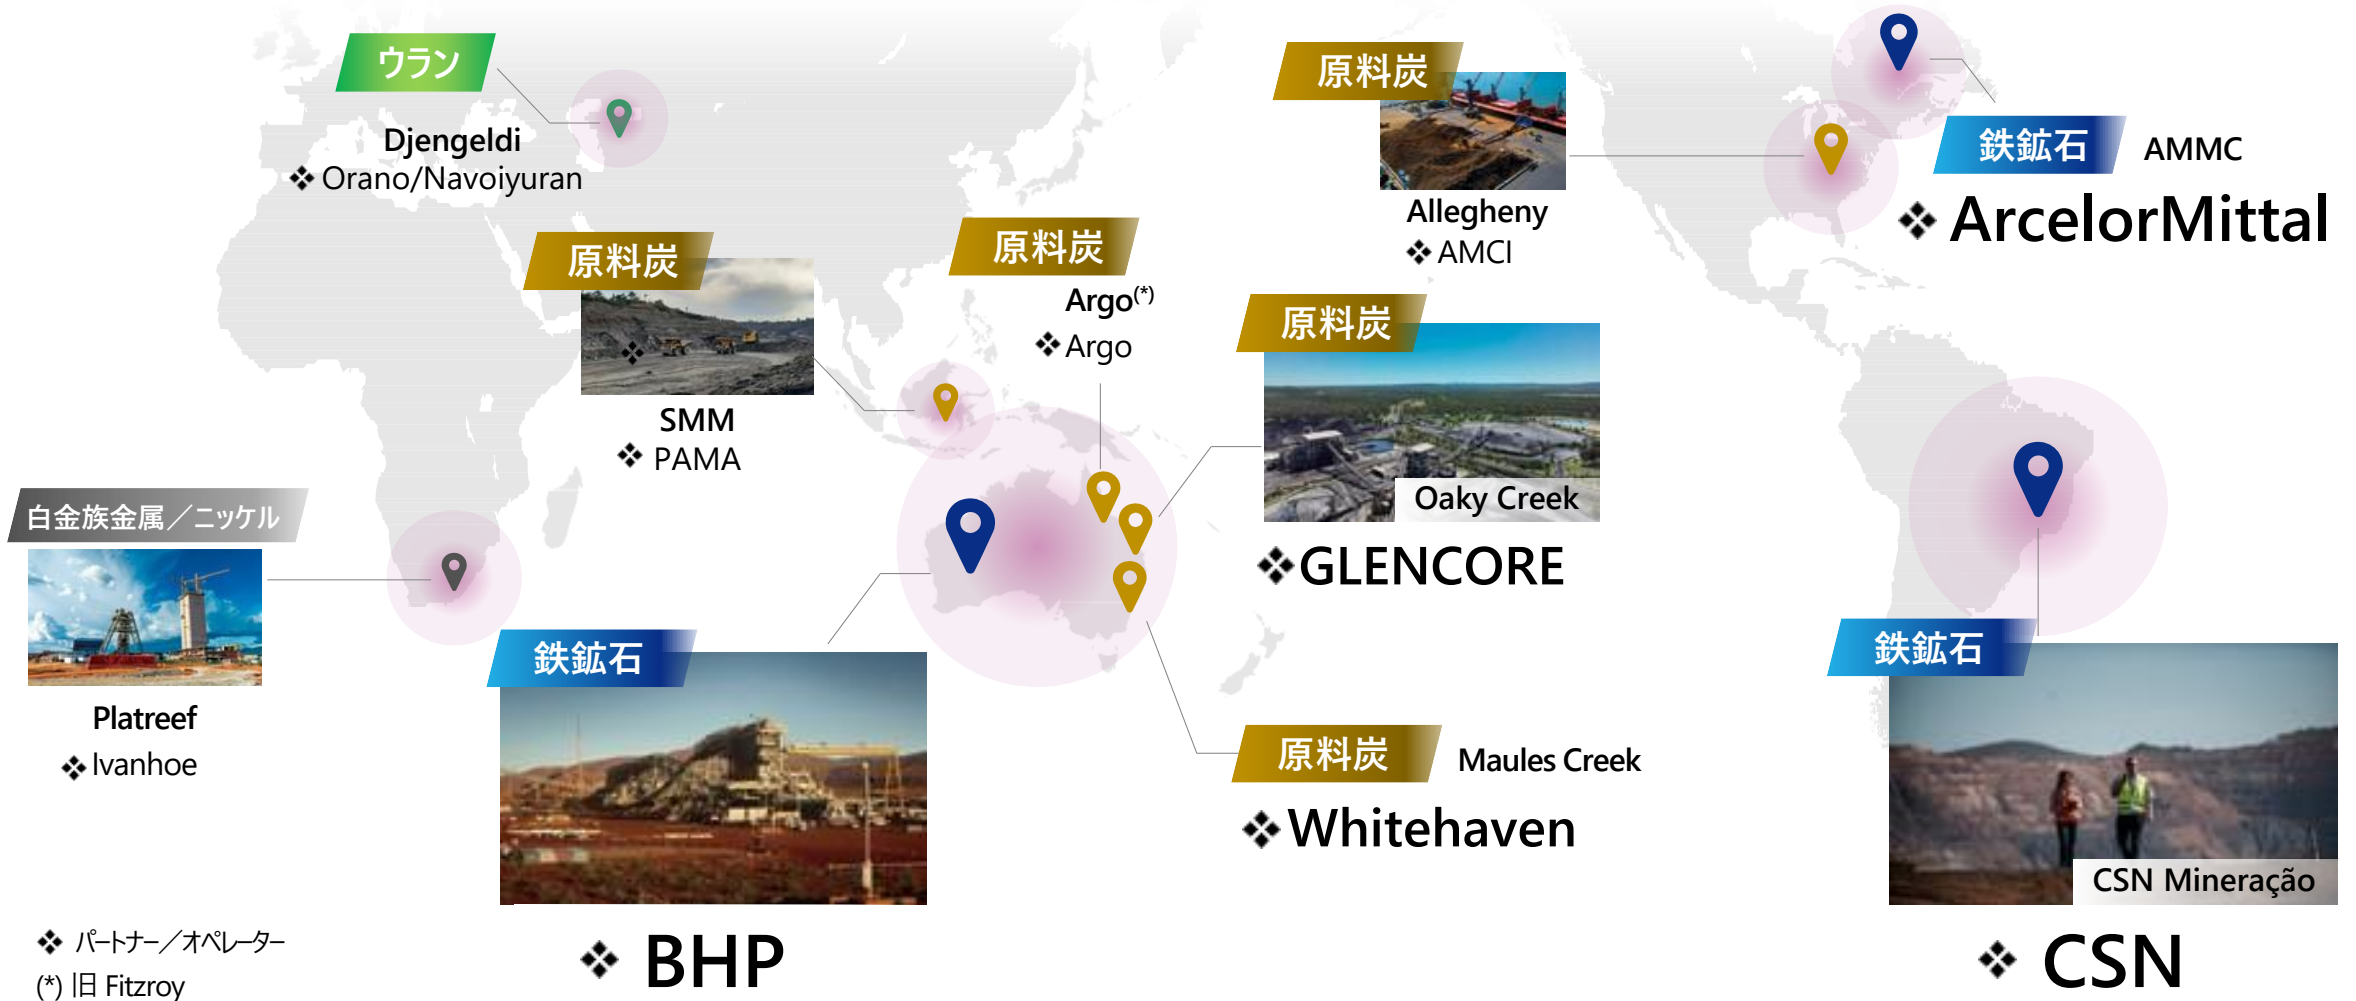 ウラン
Djengeldi
❖ Orano/Navoiyuran
原料炭
❖
SMM
❖ PAMA
原料炭
Argo(*)
❖ Argo
原料炭
Allegheny
❖ AMCI
鉄鉱石 AMMC
❖ ArcelorMittal
原料炭
Oaky Creek
❖ GLENCORE
白金族金属／ニッケル
Platreef
❖ Ivanhoe
鉄鉱石
❖ BHP
原料炭 Maules Creek
❖ Whitehaven
鉄鉱石
CSN Mineração
❖ CSN
❖ パートナー／オペレーター
(*) 旧 Fitzroy